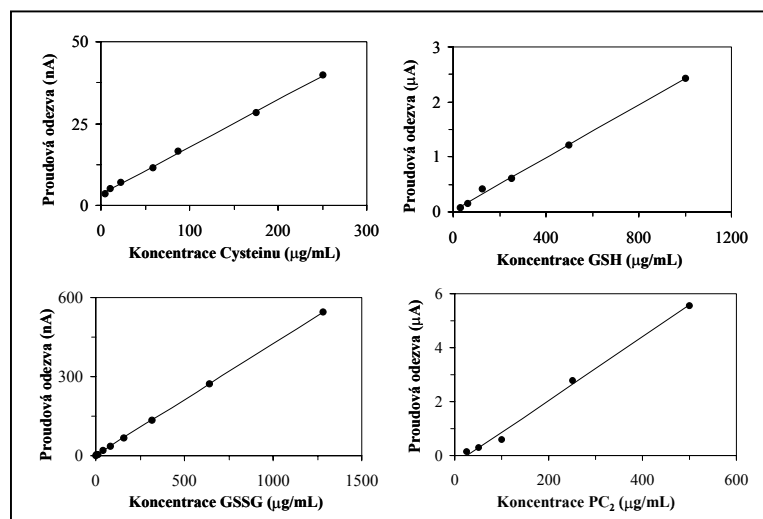 Proudová odezva (nA)
50
25
0
0 100 200 300
Koncentrace Cysteinu (µg/mL)
Proudová odezva (µA)
3
2
1
0
0 400 800 1200
Koncentrace GSH (µg/mL)
Proudová odezva (nA)
600
300
0
0 500 1000 1500
Koncentrace GSSG (µg/mL)
Proudová odezva (µA)
6
4
2
0
0 200 400 600
Koncentrace PC₂ (µg/mL)